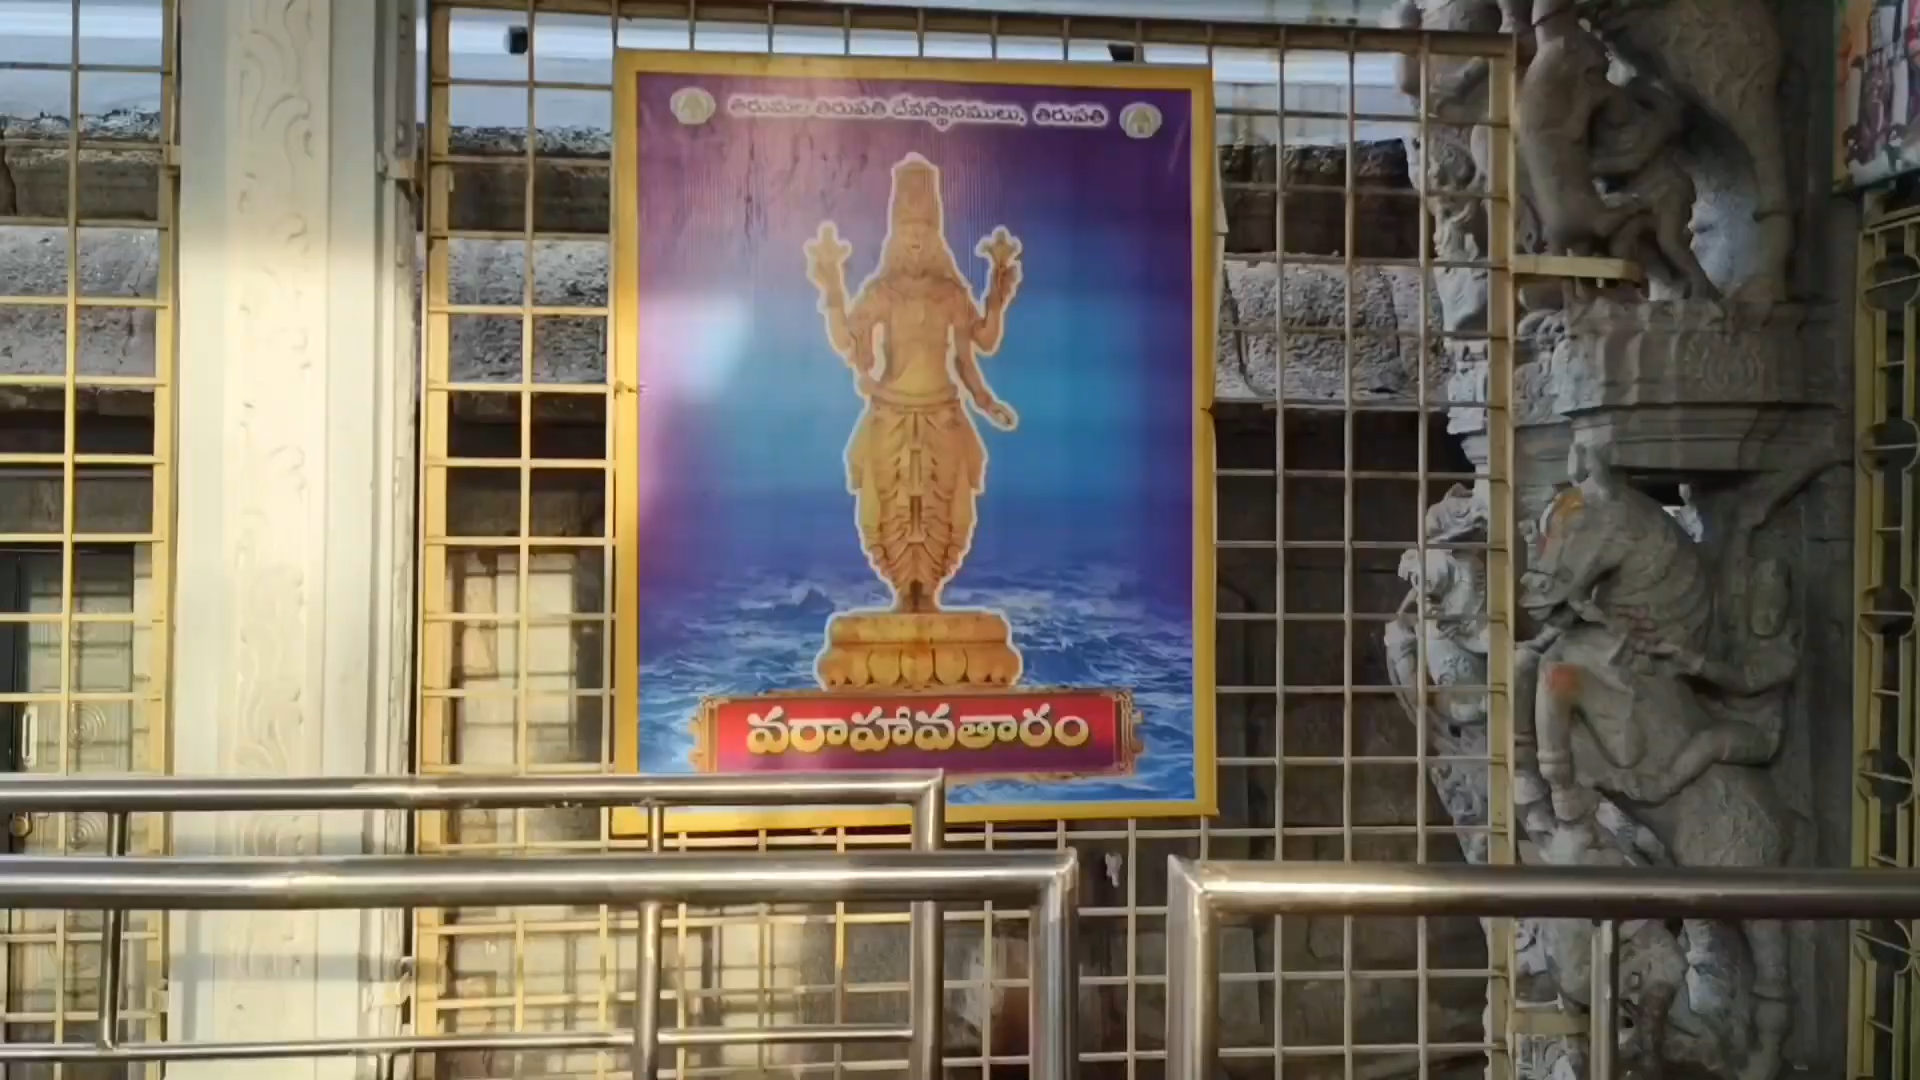 తిరుమల తిరుపతి దేవస్థానములు, తిరుపతి
వరాహావతారం